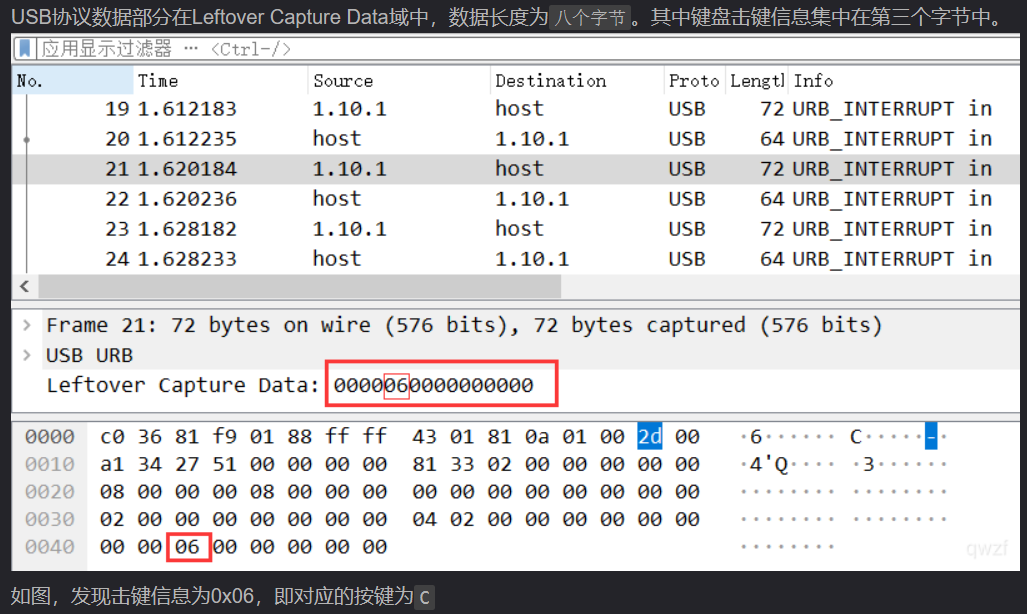 USB协议数据部分在Leftover Capture Data域中，数据长度为八个字节。其中键盘击键信息集中在第三个字节中。
应用显示过滤器 … <Ctrl-/>
No. Time Source Destination Proto Lengtl Info
19 1.612183 1.10.1 host USB 72 URB_INTERRUPT in
20 1.612235 host 1.10.1 USB 64 URB_INTERRUPT in
21 1.620184 1.10.1 host USB 72 URB_INTERRUPT in
22 1.620236 host 1.10.1 USB 64 URB_INTERRUPT in
23 1.628182 1.10.1 host USB 72 URB_INTERRUPT in
24 1.628233 host 1.10.1 USB 64 URB_INTERRUPT in
Frame 21: 72 bytes on wire (576 bits), 72 bytes captured (576 bits)
USB URB
Leftover Capture Data: 0000060000000000
0000 c0 36 81 f9 01 88 ff ff 43 01 81 0a 01 00 2d 00 ·6······ C·····-·
0010 a1 34 27 51 00 00 00 00 81 33 02 00 00 00 00 00 ·4'Q···· ·3······
0020 08 00 00 00 08 00 00 00 00 00 00 00 00 00 00 00 ········ ········
0030 02 00 00 00 00 00 00 00 04 02 00 00 00 00 00 00 ········ ········
0040 00 00 06 00 00 00 00 00 ········
qwzf
如图，发现击键信息为0x06，即对应的按键为C